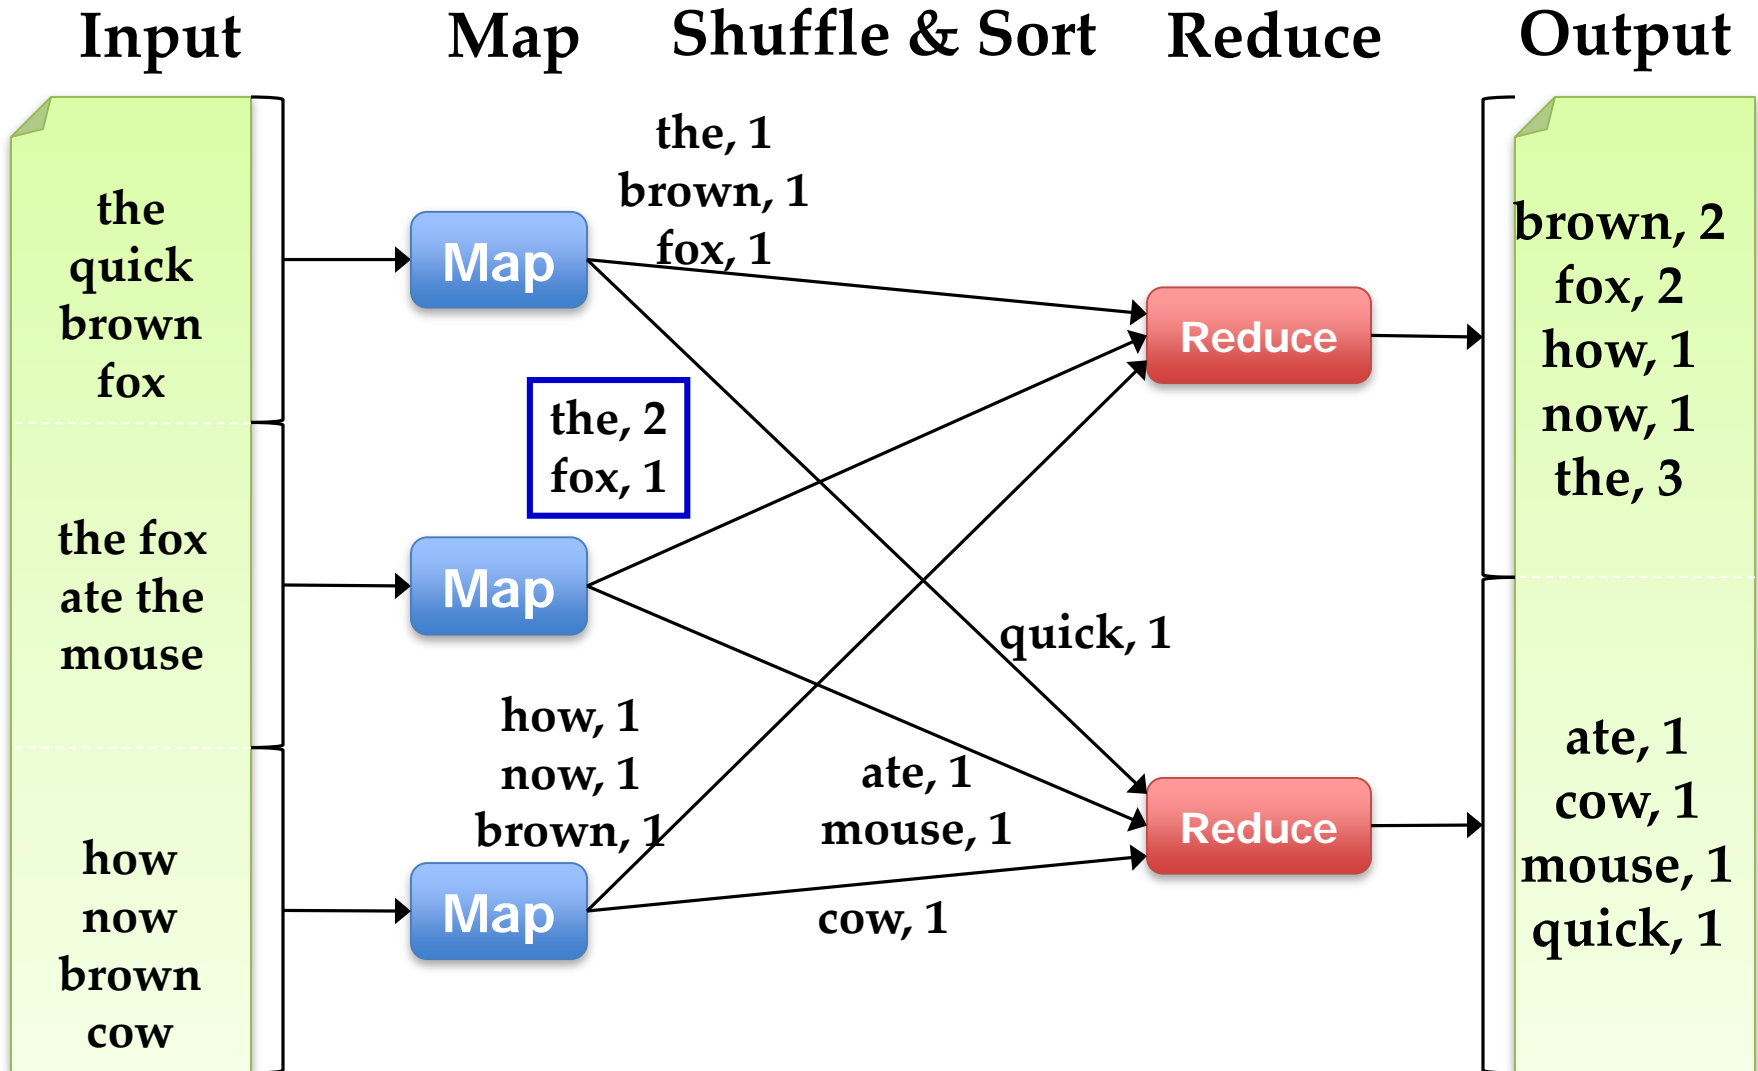 Input
Map
Shuffle & Sort
Reduce
Output
the
quick
brown
fox
the fox
ate the
mouse
how
now
brown
cow
Map
Map
Map
the, 1
brown, 1
fox, 1
the, 2
fox, 1
how, 1
now, 1
brown, 1
quick, 1
ate, 1
mouse, 1
cow, 1
Reduce
Reduce
brown, 2
fox, 2
how, 1
now, 1
the, 3
ate, 1
cow, 1
mouse, 1
quick, 1